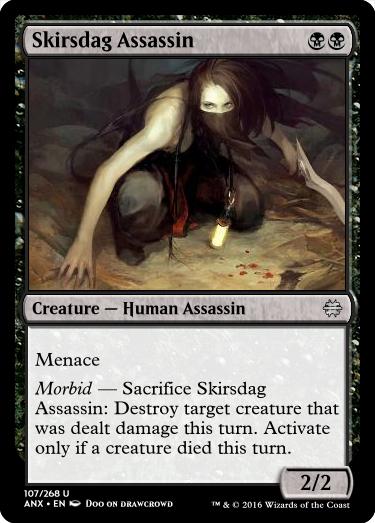 Skirsdag Assassin
Creature — Human Assassin
Menace
Morbid — Sacrifice Skirsdag
Assassin: Destroy target creature that
was dealt damage this turn. Activate
only if a creature died this turn.
2/2
107/268 U
ANX • EN Doo on drawcrowd
™ & © 2016 Wizards of the Coast